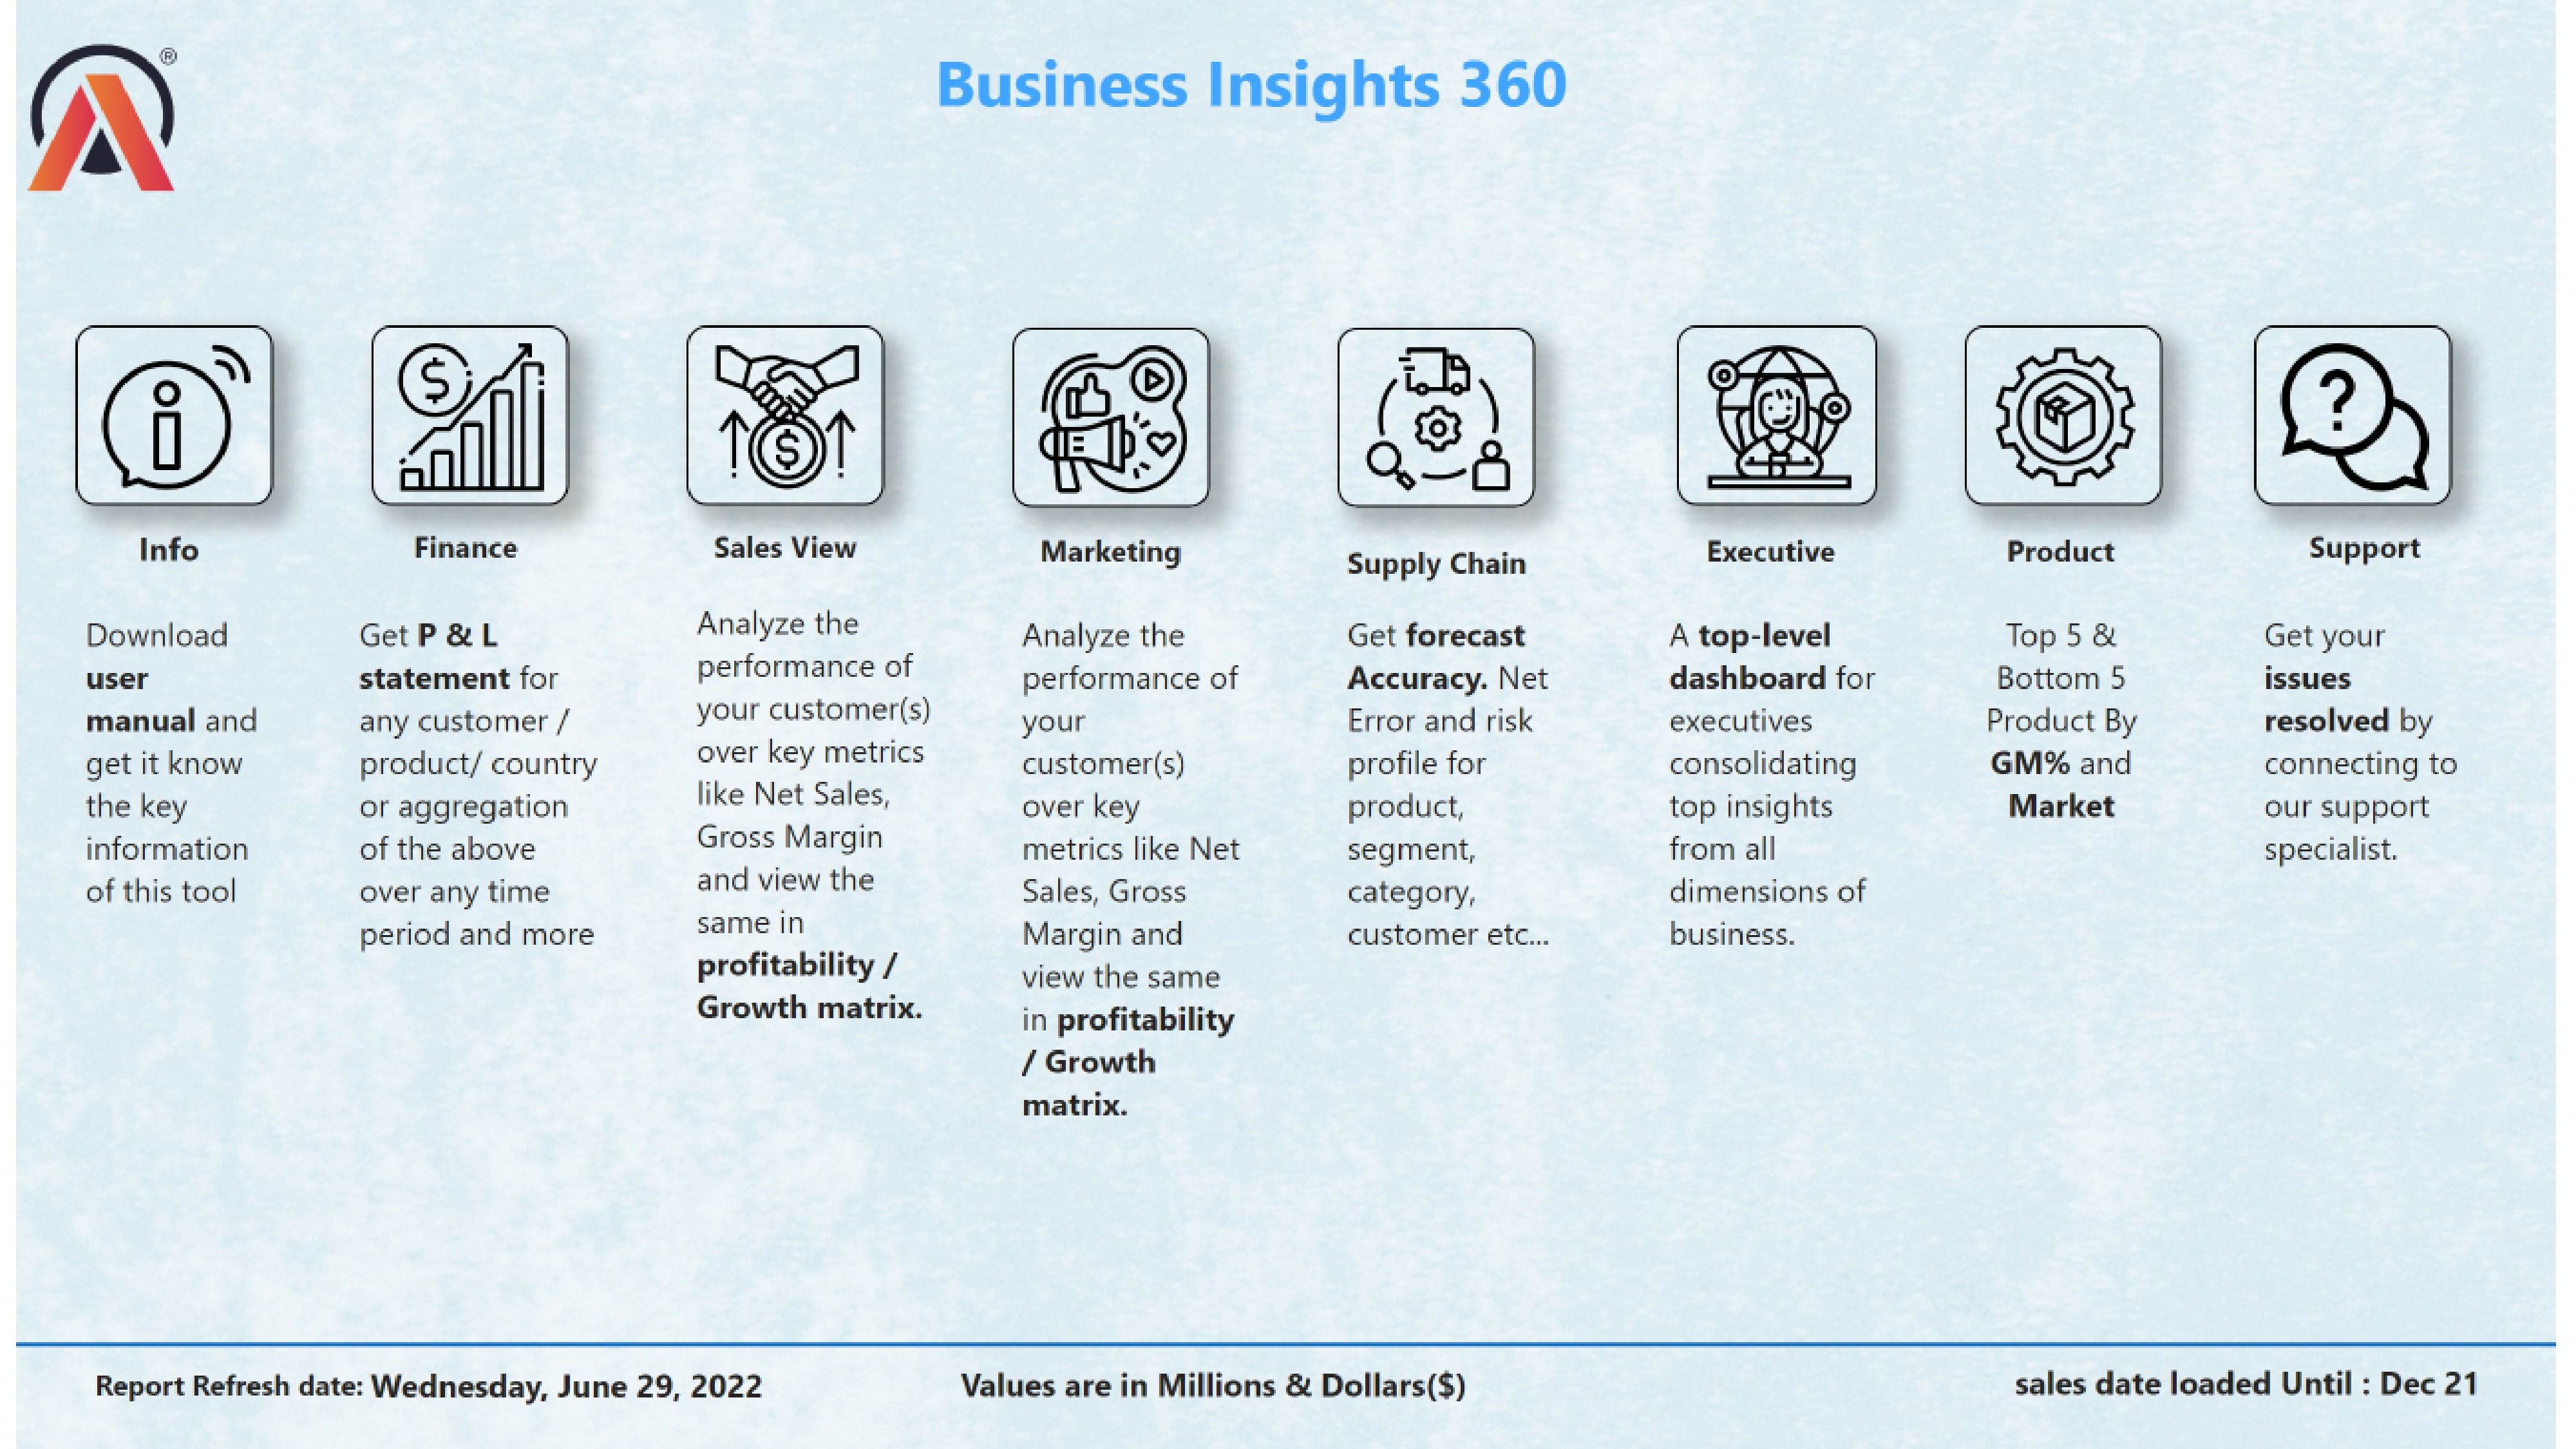 ®
Business Insights 360
Info
Download
user
manual and
get it know
the key
information
of this tool
Finance
Get P & L
statement for
any customer /
product/ country
or aggregation
of the above
over any time
period and more
Sales View
Analyze the
performance of
your customer(s)
over key metrics
like Net Sales,
Gross Margin
and view the
same in
profitability /
Growth matrix.
Marketing
Analyze the
performance of
your
customer(s)
over key
metrics like Net
Sales, Gross
Margin and
view the same
in profitability
/ Growth
matrix.
Supply Chain
Get forecast
Accuracy. Net
Error and risk
profile for
product,
segment,
category,
customer etc...
Executive
A top-level
dashboard for
executives
consolidating
top insights
from all
dimensions of
business.
Product
Top 5 &
Bottom 5
Product By
GM% and
Market
Support
Get your
issues
resolved by
connecting to
our support
specialist.
Report Refresh date: Wednesday, June 29, 2022
Values are in Millions & Dollars($)
sales date loaded Until : Dec 21